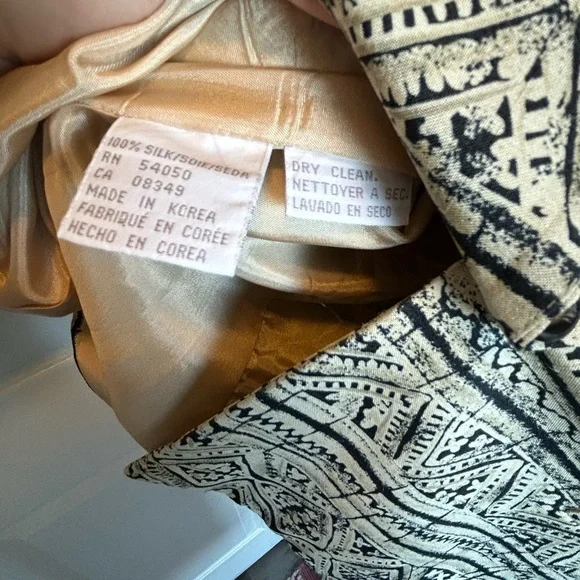 100% SILK/SOIE/SEDA
RN 54050
CA 08349
MADE IN KOREA
FABRIQUÉ EN CORÉE
HECHO EN COREA
DRY CLEAN.
NETTOYER A SEC.
LAVADO EN SECO